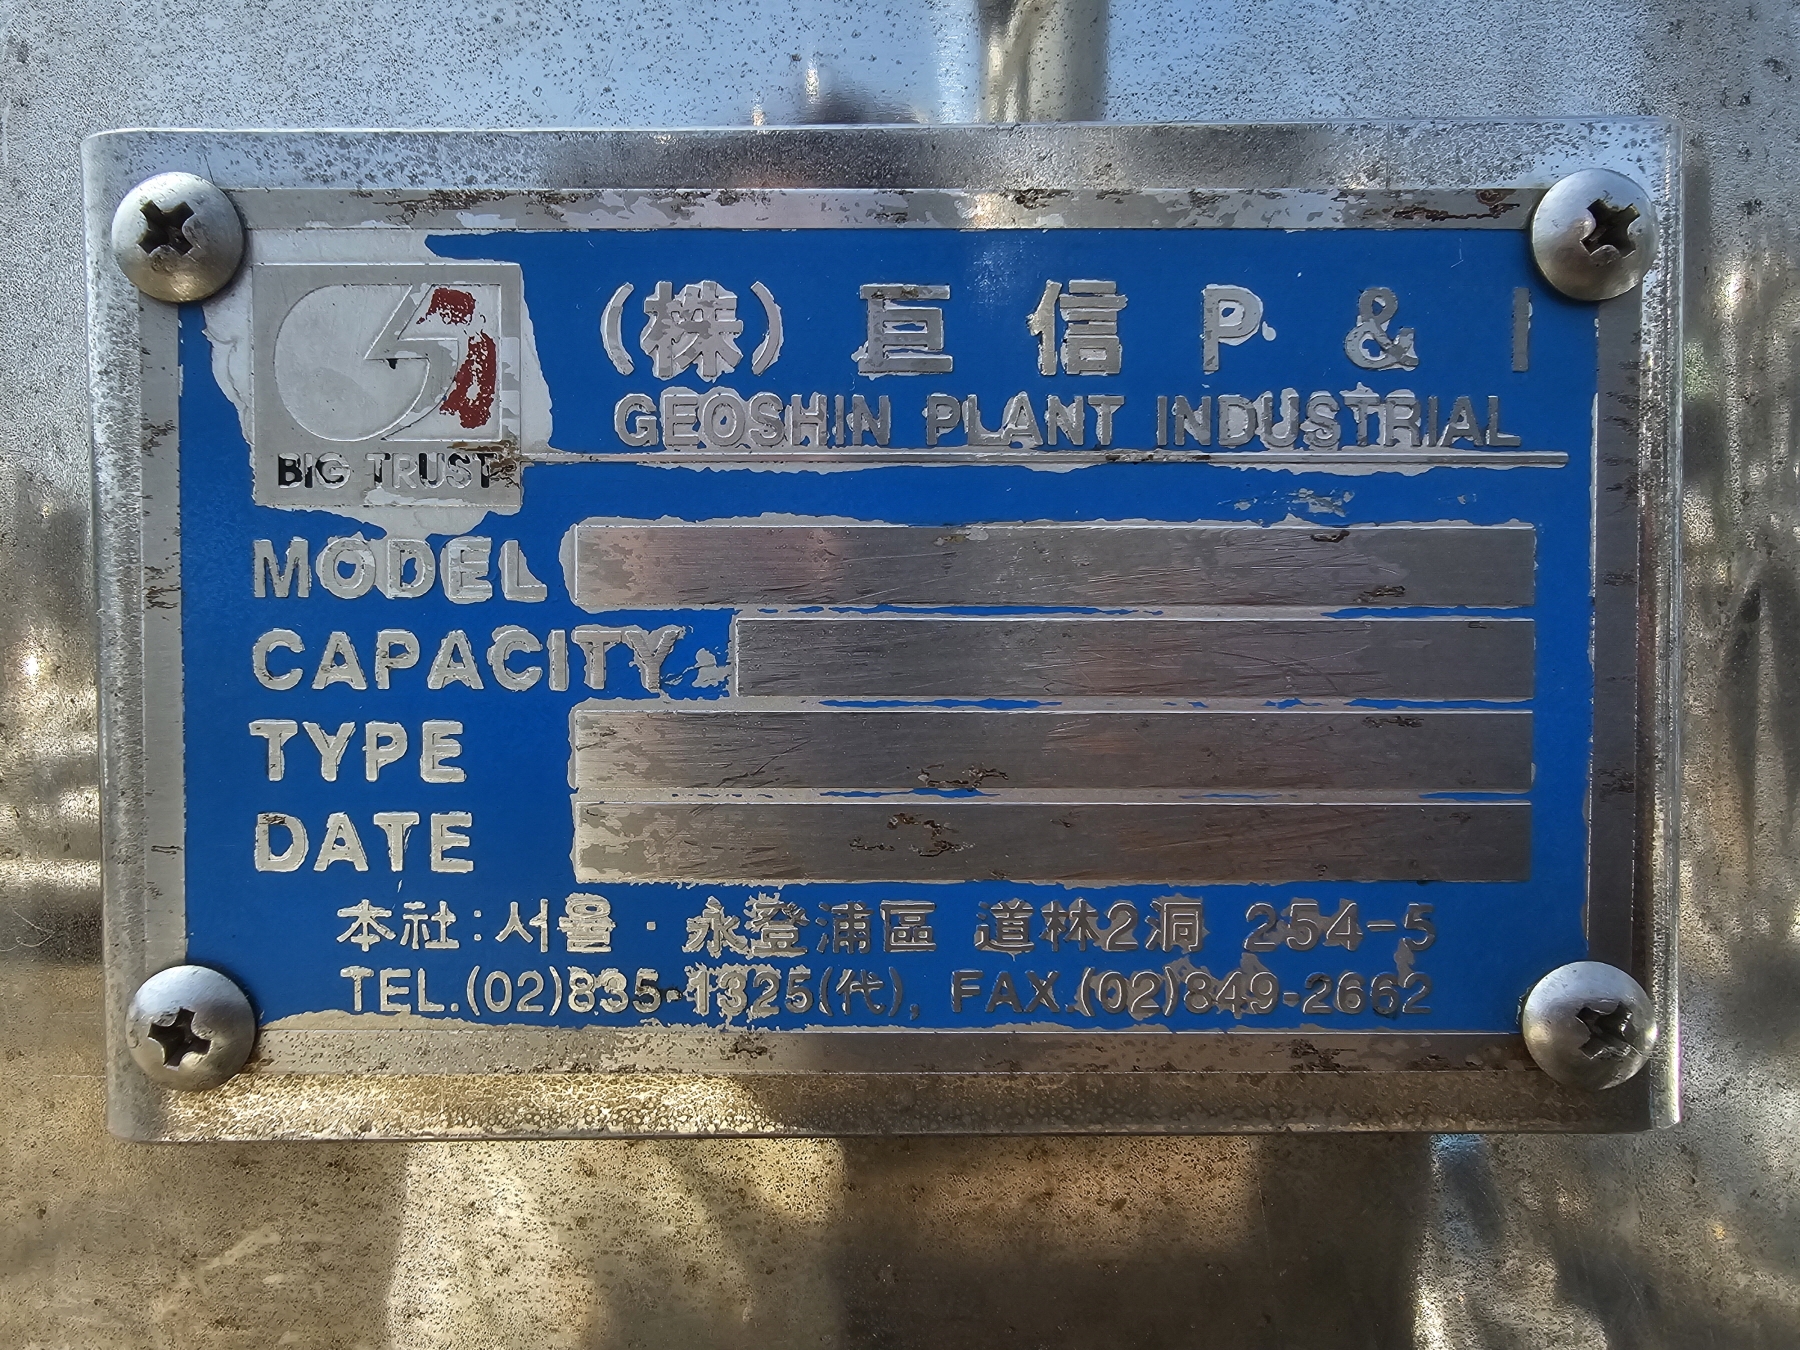 BIG TRUST
(株) 巨信 P & I
GEOSHIN PLANT INDUSTRIAL
MODEL
CAPACITY
TYPE
DATE
本社:서울·永登浦區 道林2洞 254-5
TEL.(02)835-1325(代), FAX.(02)849-2662